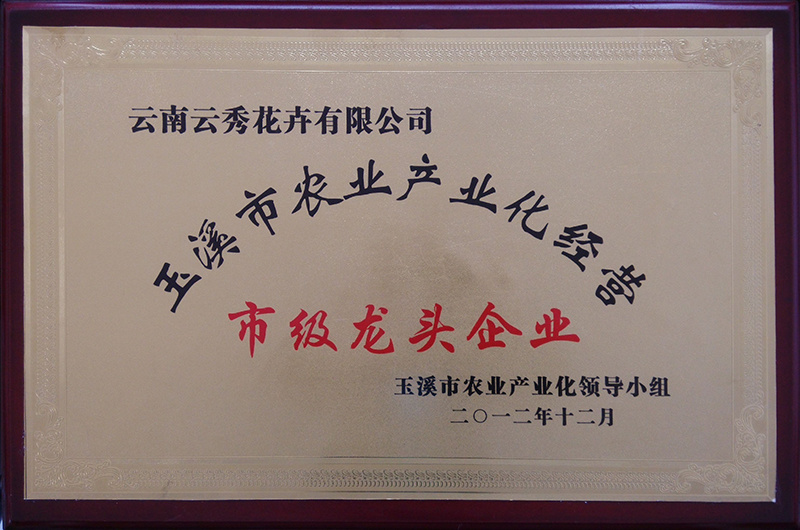 云南云秀花卉有限公司
玉溪市农业产业化经营
市级龙头企业
玉溪市农业产业化领导小组
二〇一二年十二月